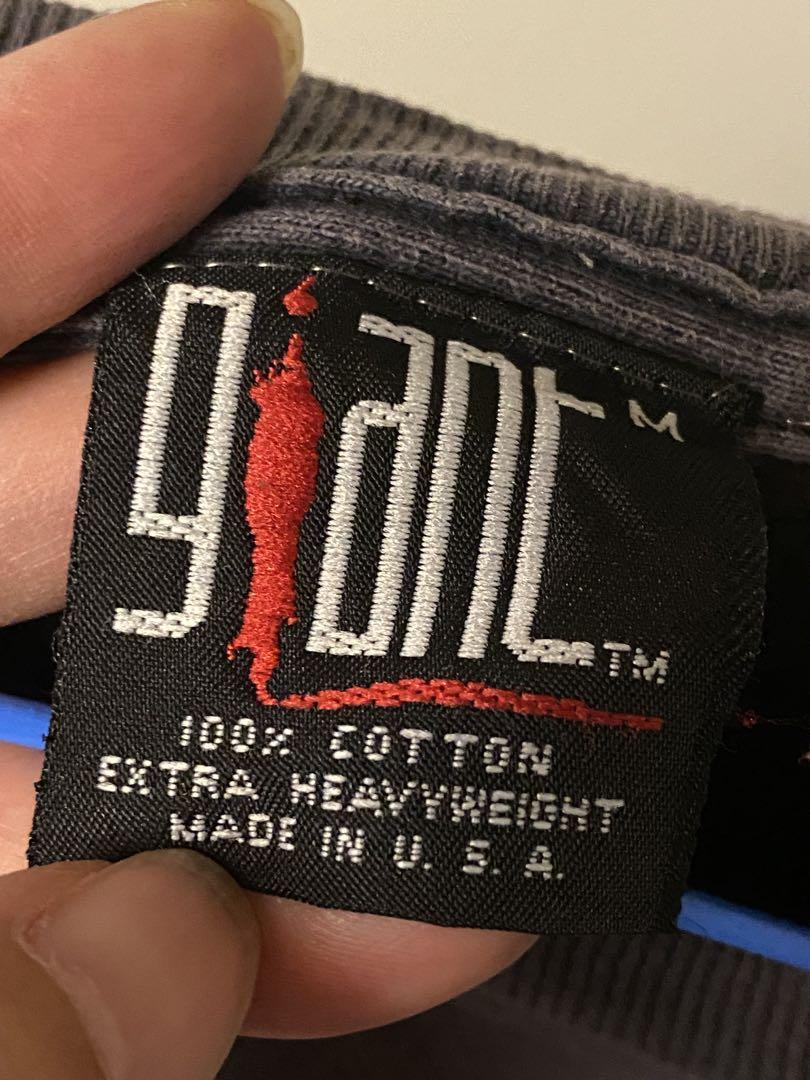 giant M
TM
100% COTTON
EXTRA HEAVYWEIGHT
MADE IN U. S. A.